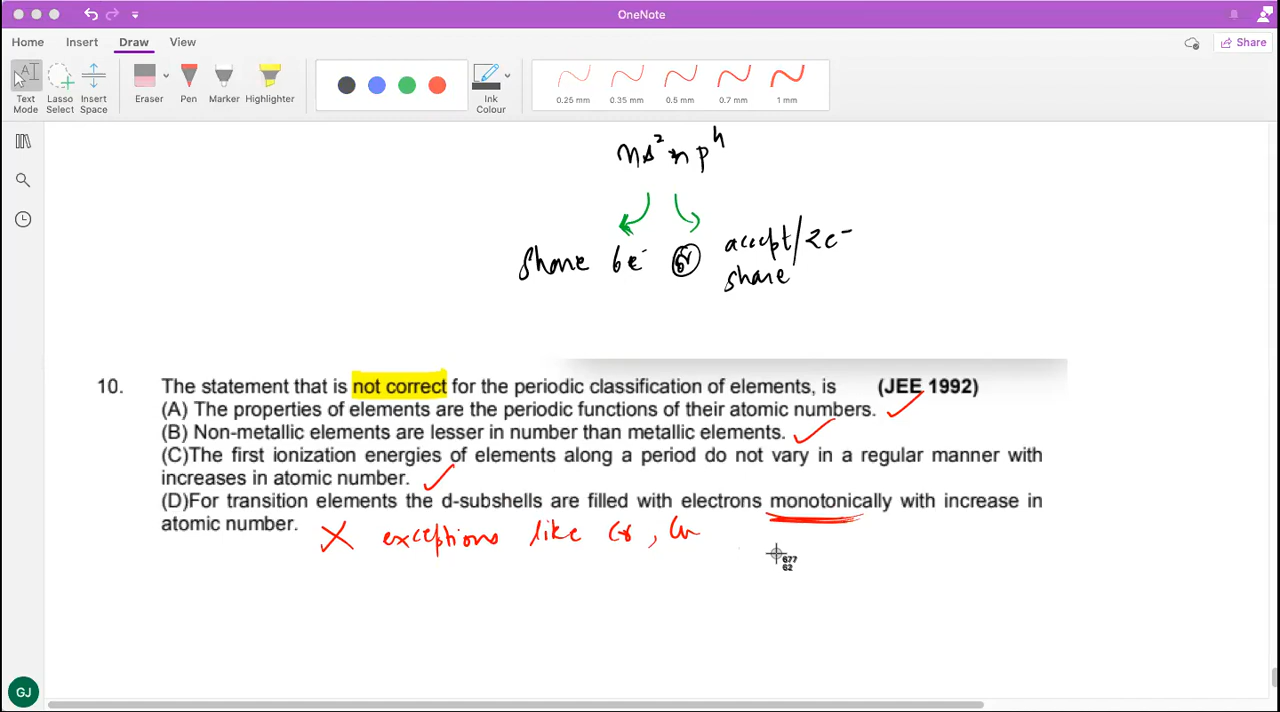 OneNote
Home Insert Draw View
Share
Text Mode
Lasso Select
Insert Space
Eraser
Pen
Marker
Highlighter
Ink Colour
0.25 mm
0.35 mm
0.5 mm
0.7 mm
1 mm
ns² np⁴
share 6e⁻ or accept/2e⁻
share
10. The statement that is not correct for the periodic classification of elements, is (JEE 1992)
(A) The properties of elements are the periodic functions of their atomic numbers. ✓
(B) Non-metallic elements are lesser in number than metallic elements. ✓
(C)The first ionization energies of elements along a period do not vary in a regular manner with
increases in atomic number. ✓
(D)For transition elements the d-subshells are filled with electrons monotonically with increase in
atomic number. ✗ exceptions like Cr, Cu
677
62
GJ